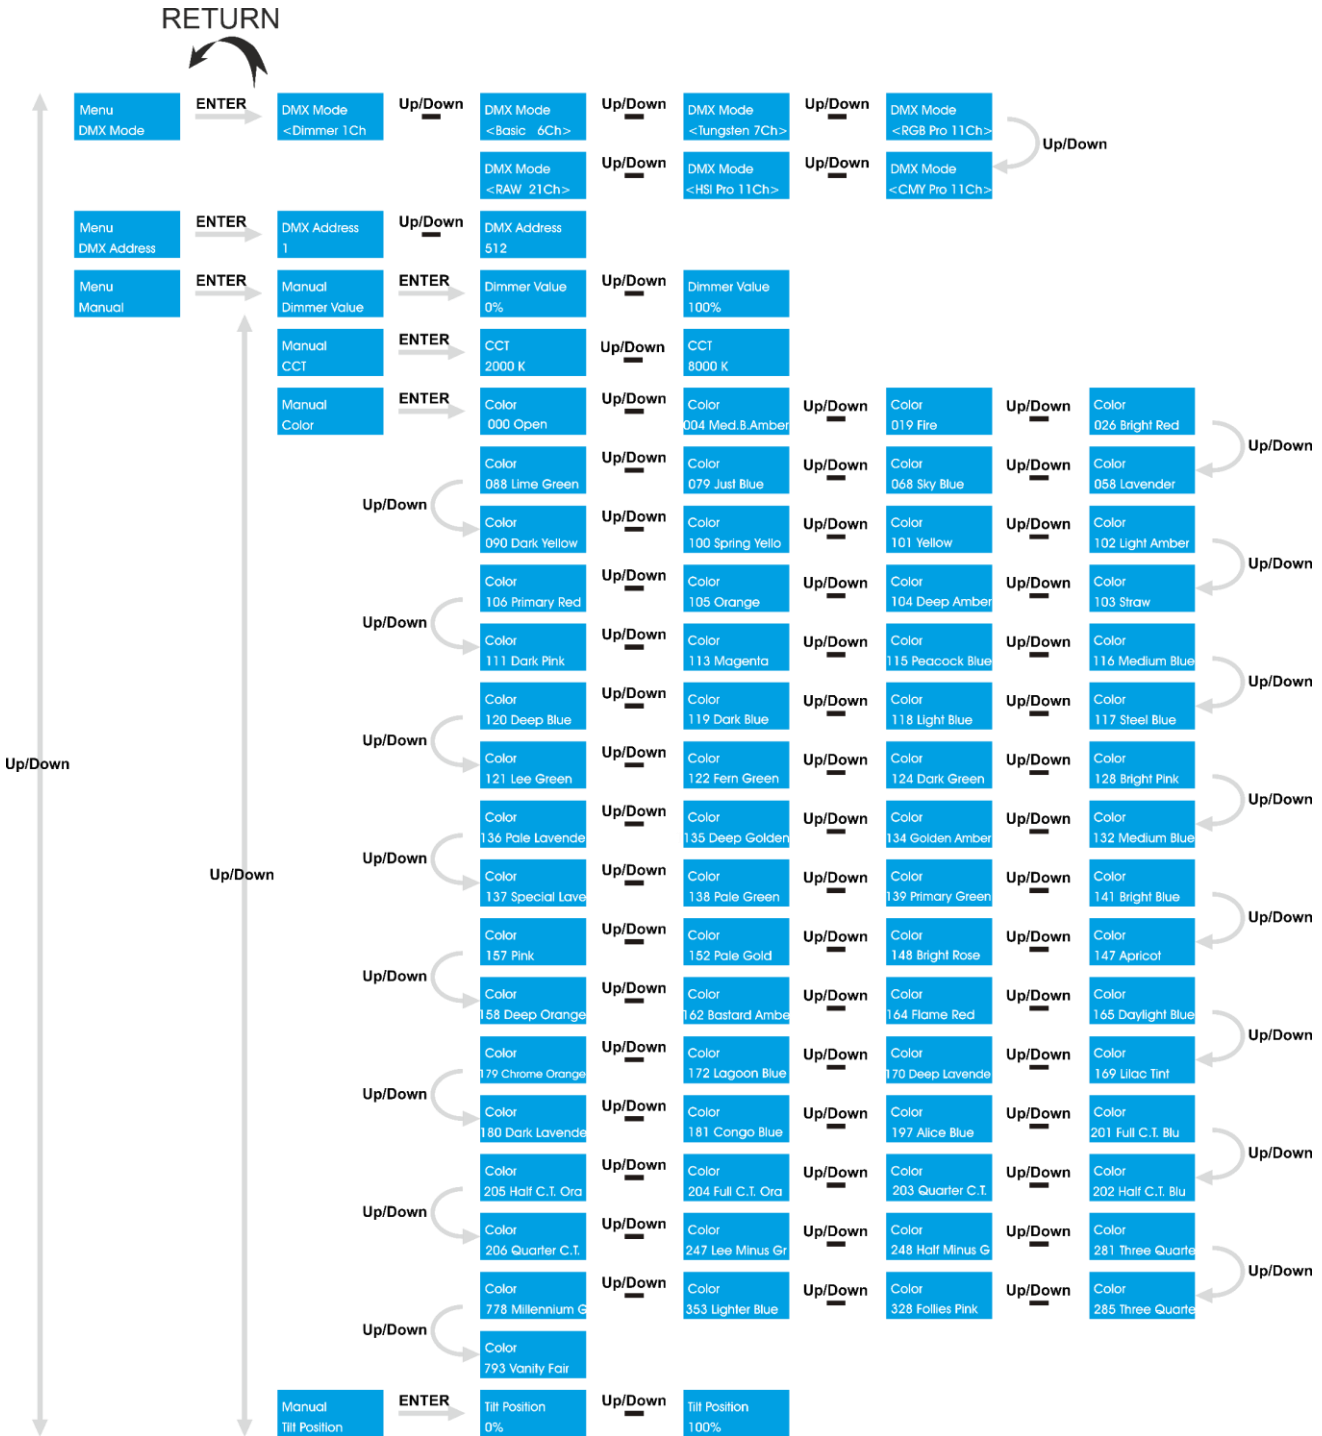 RETURN
Menu
DMX Mode
ENTER
DMX Mode
<Dimmer 1Ch
Up/Down
DMX Mode
<Basic 6Ch>
Up/Down
DMX Mode
<Tungsten 7Ch>
Up/Down
DMX Mode
<RGB Pro 11Ch>
Up/Down
DMX Mode
<RAW 21Ch>
Up/Down
DMX Mode
<HSI Pro 11Ch>
Up/Down
DMX Mode
<CMY Pro 11Ch>
Menu
DMX Address
ENTER
DMX Address
1
Up/Down
DMX Address
512
Menu
Manual
ENTER
Manual
Dimmer Value
ENTER
Dimmer Value
0%
Up/Down
Dimmer Value
100%
Manual
CCT
ENTER
CCT
2000 K
Up/Down
CCT
8000 K
Manual
Color
ENTER
Color
000 Open
Up/Down
Color
004 Med.B.Amber
Up/Down
Color
019 Fire
Up/Down
Color
026 Bright Red
Up/Down
Color
088 Lime Green
Up/Down
Color
079 Just Blue
Up/Down
Color
068 Sky Blue
Up/Down
Color
058 Lavender
Up/Down
Color
090 Dark Yellow
Up/Down
Color
100 Spring Yello
Up/Down
Color
101 Yellow
Up/Down
Color
102 Light Amber
Up/Down
Color
106 Primary Red
Up/Down
Color
105 Orange
Up/Down
Color
104 Deep Amber
Up/Down
Color
103 Straw
Up/Down
Color
111 Dark Pink
Up/Down
Color
113 Magenta
Up/Down
Color
115 Peacock Blue
Up/Down
Color
116 Medium Blue
Up/Down
Color
120 Deep Blue
Up/Down
Color
119 Dark Blue
Up/Down
Color
118 Light Blue
Up/Down
Color
117 Steel Blue
Up/Down
Color
121 Lee Green
Up/Down
Color
122 Fern Green
Up/Down
Color
124 Dark Green
Up/Down
Color
128 Bright Pink
Up/Down
Up/Down
Color
136 Pale Lavende
Up/Down
Color
135 Deep Golden
Up/Down
Color
134 Golden Amber
Up/Down
Color
132 Medium Blue
Up/Down
Up/Down
Color
137 Special Lave
Up/Down
Color
138 Pale Green
Up/Down
Color
139 Primary Green
Up/Down
Color
141 Bright Blue
Up/Down
Color
157 Pink
Up/Down
Color
152 Pale Gold
Up/Down
Color
148 Bright Rose
Up/Down
Color
147 Apricot
Up/Down
Color
158 Deep Orange
Up/Down
Color
162 Bastard Ambe
Up/Down
Color
164 Flame Red
Up/Down
Color
165 Daylight Blue
Up/Down
Color
179 Chrome Orange
Up/Down
Color
172 Lagoon Blue
Up/Down
Color
170 Deep Lavende
Up/Down
Color
169 Lilac Tint
Up/Down
Color
180 Dark Lavende
Up/Down
Color
181 Congo Blue
Up/Down
Color
197 Alice Blue
Up/Down
Color
201 Full C.T. Blu
Up/Down
Color
205 Half C.T. Ora
Up/Down
Color
204 Full C.T. Ora
Up/Down
Color
203 Quarter C.T.
Up/Down
Color
202 Half C.T. Blu
Up/Down
Color
206 Quarter C.T.
Up/Down
Color
247 Lee Minus Gr
Up/Down
Color
248 Half Minus G
Up/Down
Color
281 Three Quarte
Up/Down
Color
778 Millennium G
Up/Down
Color
353 Lighter Blue
Up/Down
Color
328 Follies Pink
Up/Down
Color
285 Three Quarte
Up/Down
Color
793 Vanity Fair
Up/Down
Manual
Tilt Position
ENTER
Tilt Position
0%
Up/Down
Tilt Position
100%